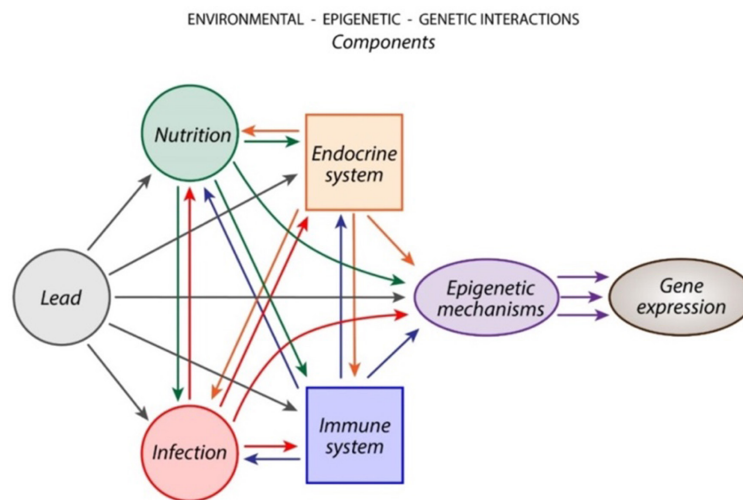 ENVIRONMENTAL - EPIGENETIC - GENETIC INTERACTIONS
Components
Nutrition
Endocrine
system
Lead
Epigenetic
mechanisms
Gene
expression
Infection
Immune
system